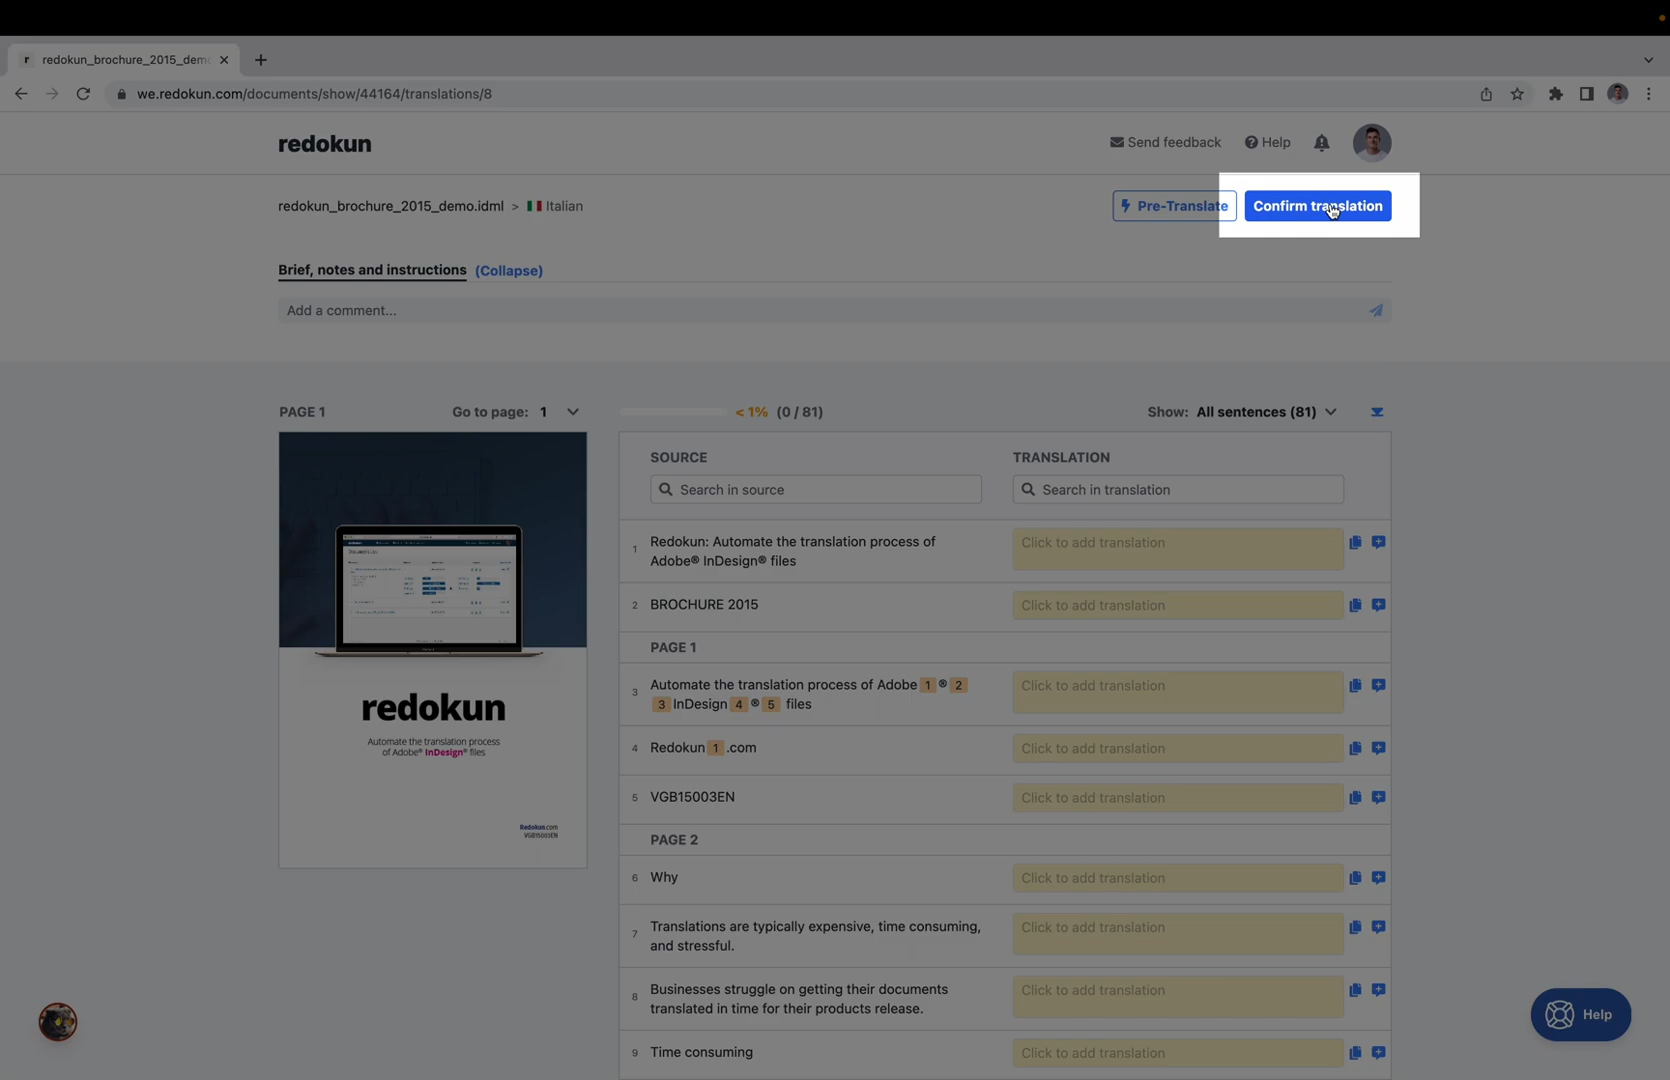 redokun_brochure_2015_demo
we.redokun.com/documents/show/44164/translations/8
redokun
Send feedback
Help
redokun_brochure_2015_demo.idml > Italian
Pre-Translate
Confirm translation
Brief, notes and instructions (Collapse)
Add a comment...
PAGE 1
Go to page: 1
< 1% (0 / 81)
Show: All sentences (81)
redokun
Automate the translation process
of Adobe® InDesign® files
Redokun.com
VGB15003EN
SOURCE
TRANSLATION
Search in source
Search in translation
1
Redokun: Automate the translation process of
Adobe® InDesign® files
Click to add translation
2
BROCHURE 2015
Click to add translation
PAGE 1
3
Automate the translation process of Adobe 1 ® 2
3 InDesign 4 ® 5 files
Click to add translation
4
Redokun 1 .com
Click to add translation
5
VGB15003EN
Click to add translation
PAGE 2
6
Why
Click to add translation
7
Translations are typically expensive, time consuming,
and stressful.
Click to add translation
8
Businesses struggle on getting their documents
translated in time for their products release.
Click to add translation
9
Time consuming
Click to add translation
Help